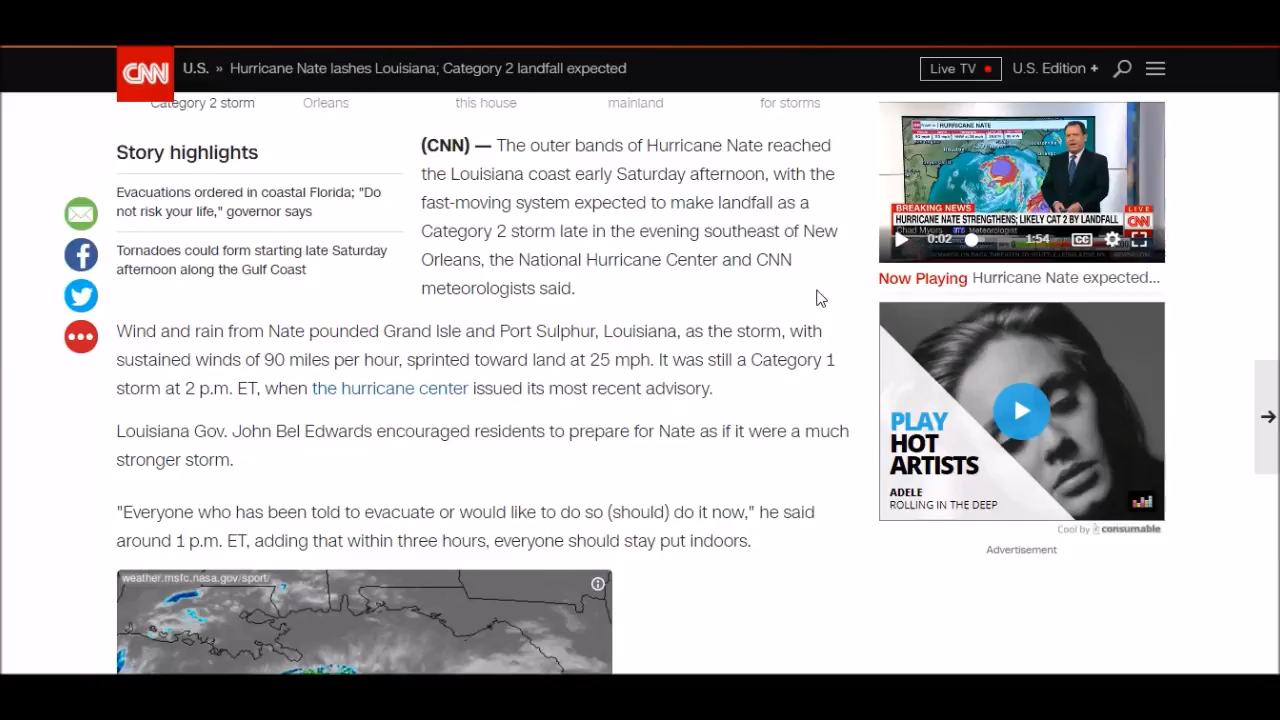 CNN U.S. » Hurricane Nate lashes Louisiana; Category 2 landfall expected Live TV U.S. Edition +
Category 2 storm Orleans this house mainland for storms
Story highlights
Evacuations ordered in coastal Florida; "Do
not risk your life," governor says
Tornadoes could form starting late Saturday
afternoon along the Gulf Coast
(CNN) — The outer bands of Hurricane Nate reached
the Louisiana coast early Saturday afternoon, with the
fast-moving system expected to make landfall as a
Category 2 storm late in the evening southeast of New
Orleans, the National Hurricane Center and CNN
meteorologists said.
Wind and rain from Nate pounded Grand Isle and Port Sulphur, Louisiana, as the storm, with
sustained winds of 90 miles per hour, sprinted toward land at 25 mph. It was still a Category 1
storm at 2 p.m. ET, when the hurricane center issued its most recent advisory.
Louisiana Gov. John Bel Edwards encouraged residents to prepare for Nate as if it were a much
stronger storm.
"Everyone who has been told to evacuate or would like to do so (should) do it now," he said
around 1 p.m. ET, adding that within three hours, everyone should stay put indoors.
weather.msfc.nasa.gov/sport/
HURRICANE NATE
BREAKING NEWS
HURRICANE NATE STRENGTHENS; LIKELY CAT 2 BY LANDFALL
LIVE
CNN
Chad Myers Meteorologist
0:02 1:54 CC
Now Playing Hurricane Nate expected...
PLAY
HOT
ARTISTS
ADELE
ROLLING IN THE DEEP
Cool by consumable
Advertisement